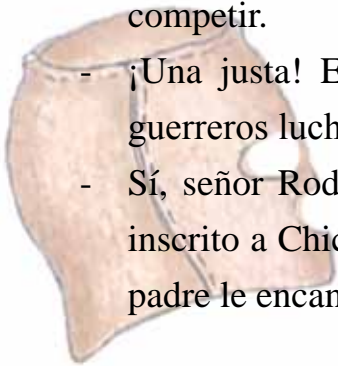 competir.
- ¡Una justa! E
guerreros luch
- Sí, señor Rod
inscrito a Chic
padre le encan